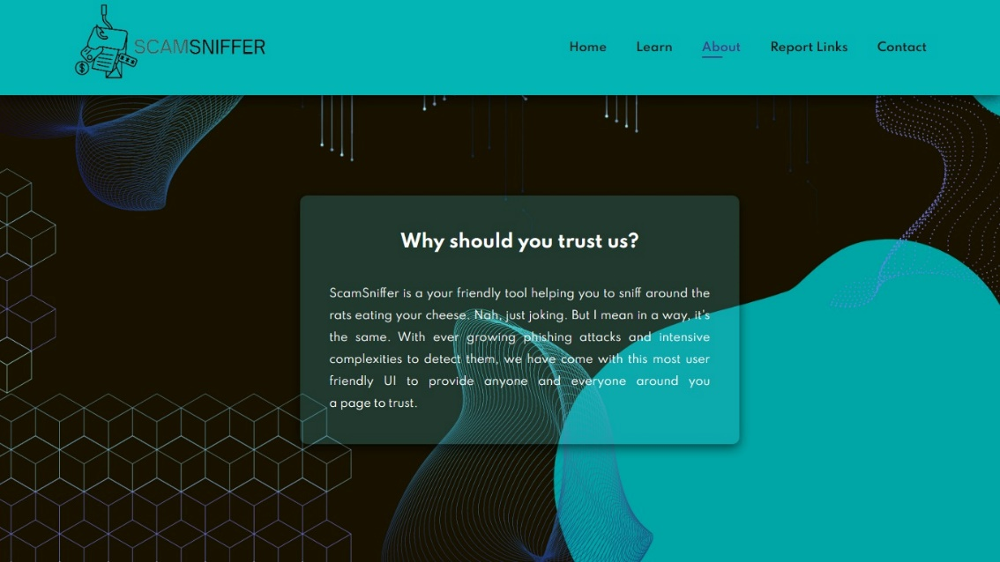 SCAMSNIFFER
Home Learn About Report Links Contact
Why should you trust us?
ScamSniffer is a your friendly tool helping you to sniff around the
rats eating your cheese. Nah, just joking. But I mean in a way, it's
the same. With ever growing phishing attacks and intensive
complexities to detect them, we have come with this most user
friendly UI to provide anyone and everyone around you
a page to trust.